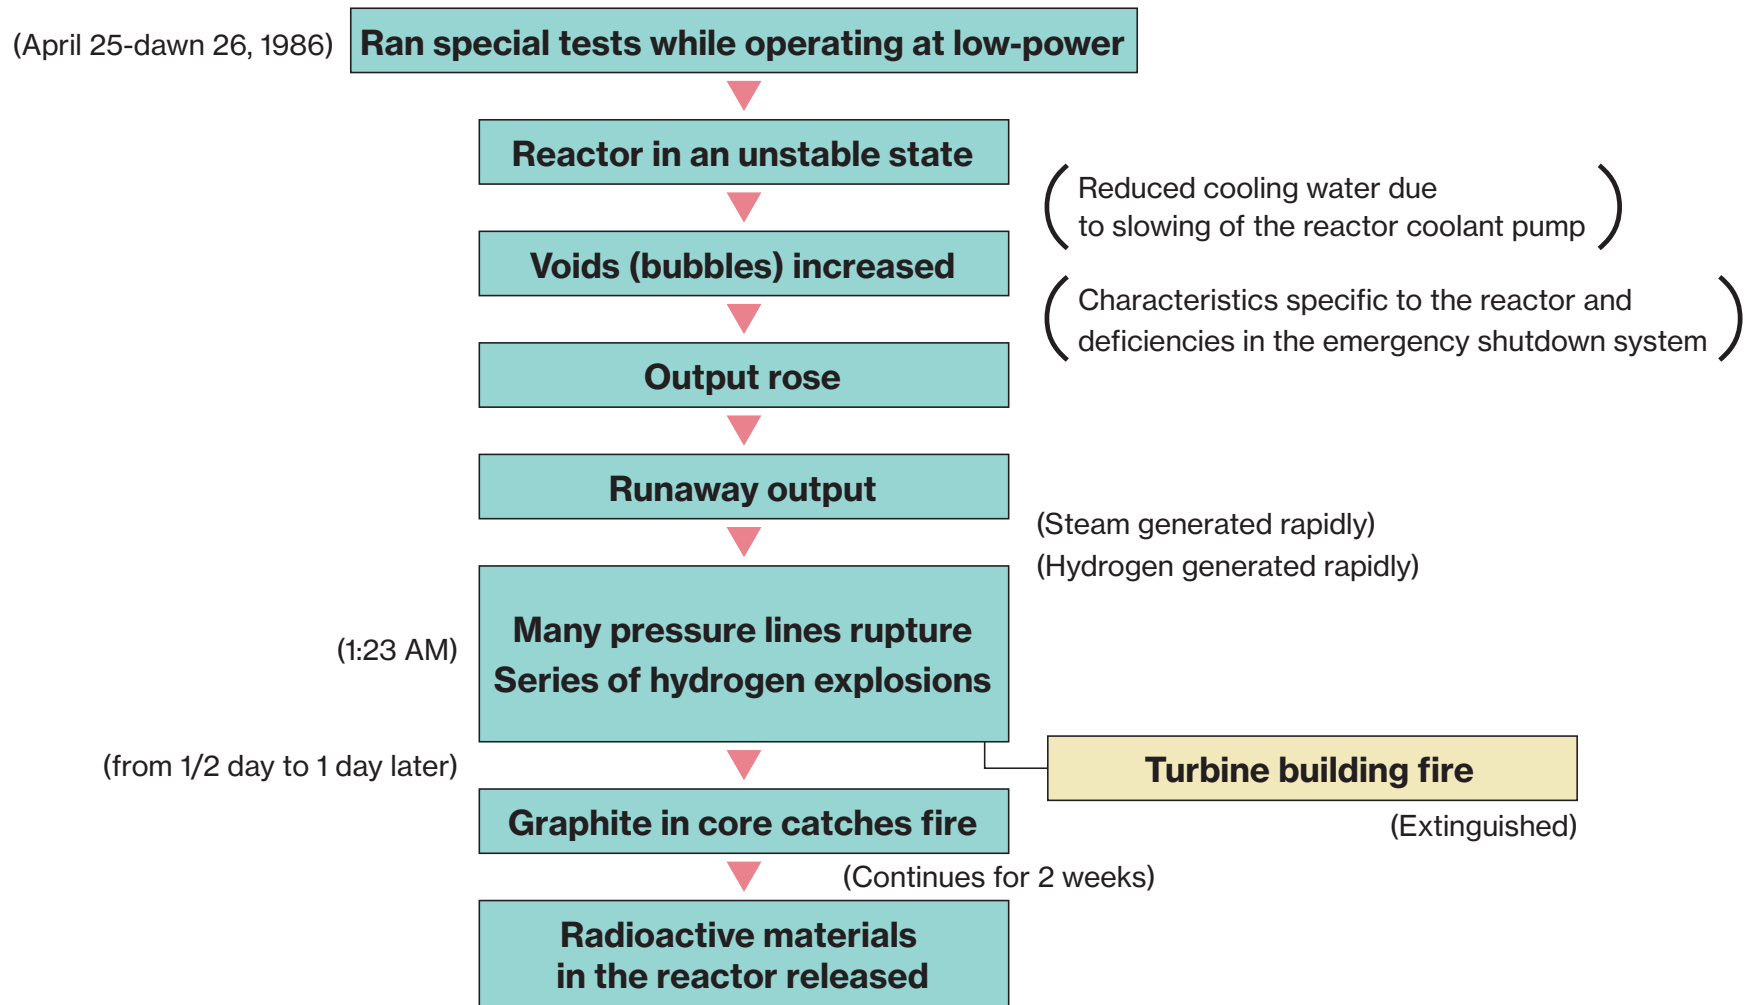 (April 25-dawn 26, 1986)
Ran special tests while operating at low-power
Reactor in an unstable state
Reduced cooling water due
to slowing of the reactor coolant pump
Voids (bubbles) increased
Characteristics specific to the reactor and
deficiencies in the emergency shutdown system
Output rose
Runaway output
(Steam generated rapidly)
(Hydrogen generated rapidly)
(1:23 AM)
Many pressure lines rupture
Series of hydrogen explosions
(from 1/2 day to 1 day later)
Turbine building fire
(Extinguished)
Graphite in core catches fire
(Continues for 2 weeks)
Radioactive materials
in the reactor released